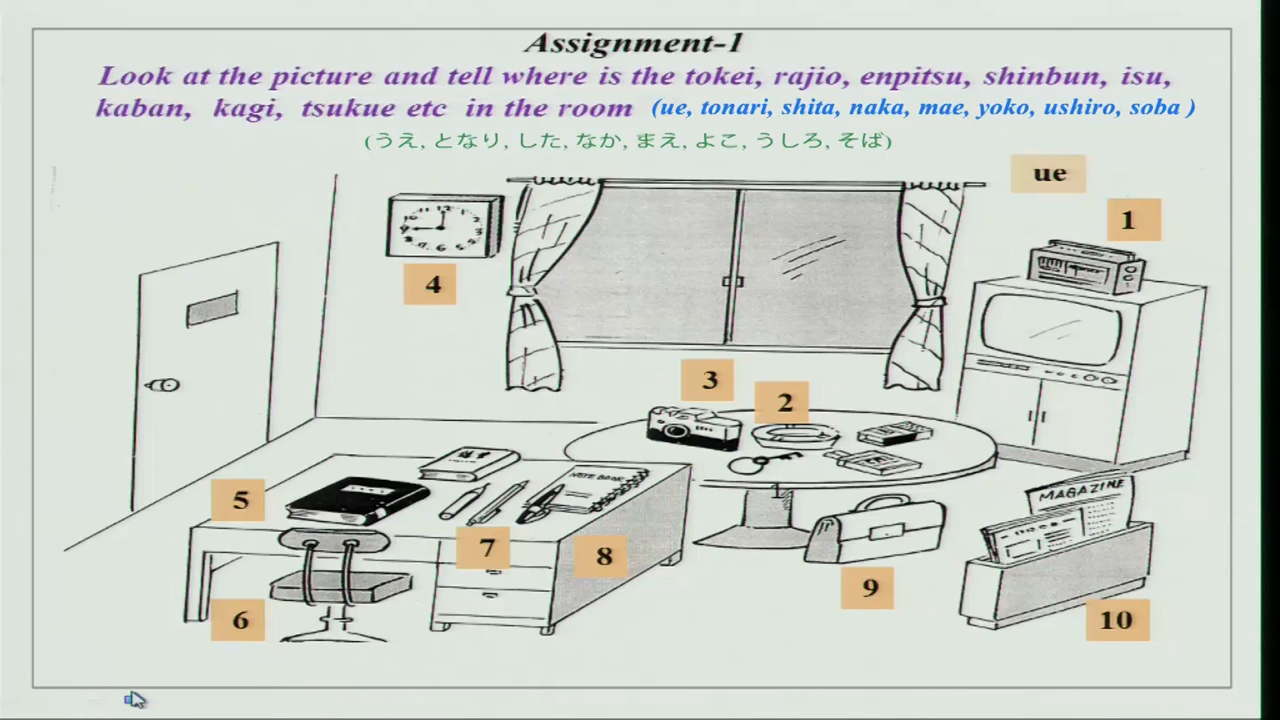 Assignment-1
Look at the picture and tell where is the tokei, rajio, enpitsu, shinbun, isu,
kaban, kagi, tsukue etc in the room (ue, tonari, shita, naka, mae, yoko, ushiro, soba )
(うえ, となり, した, なか, まえ, よこ, うしろ, そば)
ue
1
4
3
2
5
NOTE BOOK
MAGAZINE
7
8
9
6
10